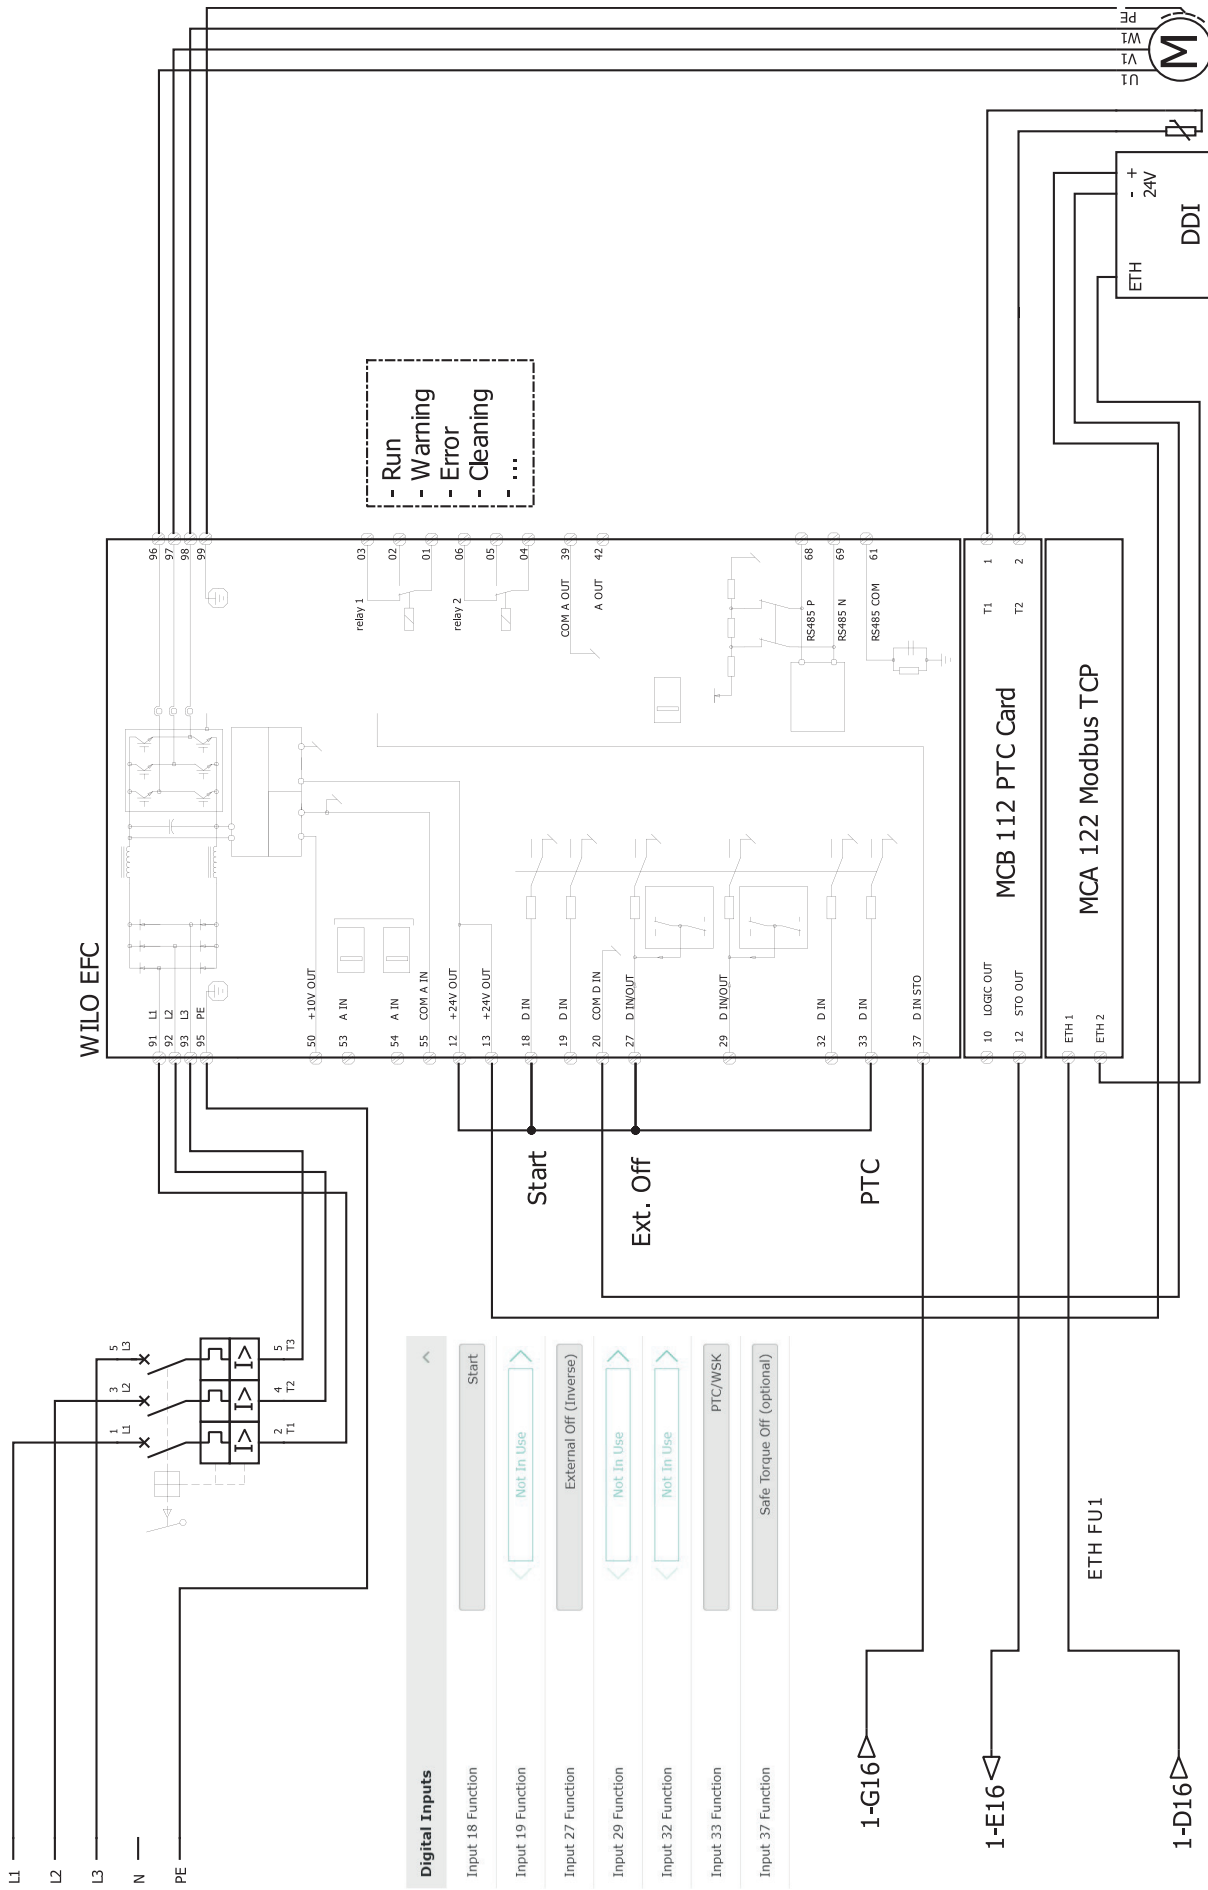 L1
L2
L3
N
PE
1
L1
3
L2
5
L3
I>
I>
I>
2
T1
4
T2
5
T3
WILO EFC
91 L1
92 L2
93 L3
95 PE
96
97
98
99
PE
W1
V1
U1
M
50 +10V OUT
53 A IN
54 A IN
55 COM A IN
12 +24V OUT
13 +24V OUT
18 D IN
19 D IN
20 COM D IN
27 D IN/OUT
29 D IN/OUT
32 D IN
33 D IN
37 D IN STO
relay 1
03
02
01
relay 2
06
05
04
COM A OUT 39
A OUT 42
RS485 P 68
RS485 N 69
RS485 COM 61
- Run
- Warning
- Error
- Cleaning
- ...
Start
Ext. Off
PTC
Digital Inputs
Input 18 Function Start
Input 19 Function Not In Use
Input 27 Function External Off (Inverse)
Input 29 Function Not In Use
Input 32 Function Not In Use
Input 33 Function PTC/WSK
Input 37 Function Safe Torque Off (optional)
1-G16
1-E16
1-D16
ETH FU1
MCB 112 PTC Card
10 LOGIC OUT
12 STO OUT
T1 1
T2 2
MCA 122 Modbus TCP
ETH 1
ETH 2
ETH
- +
24V
DDI